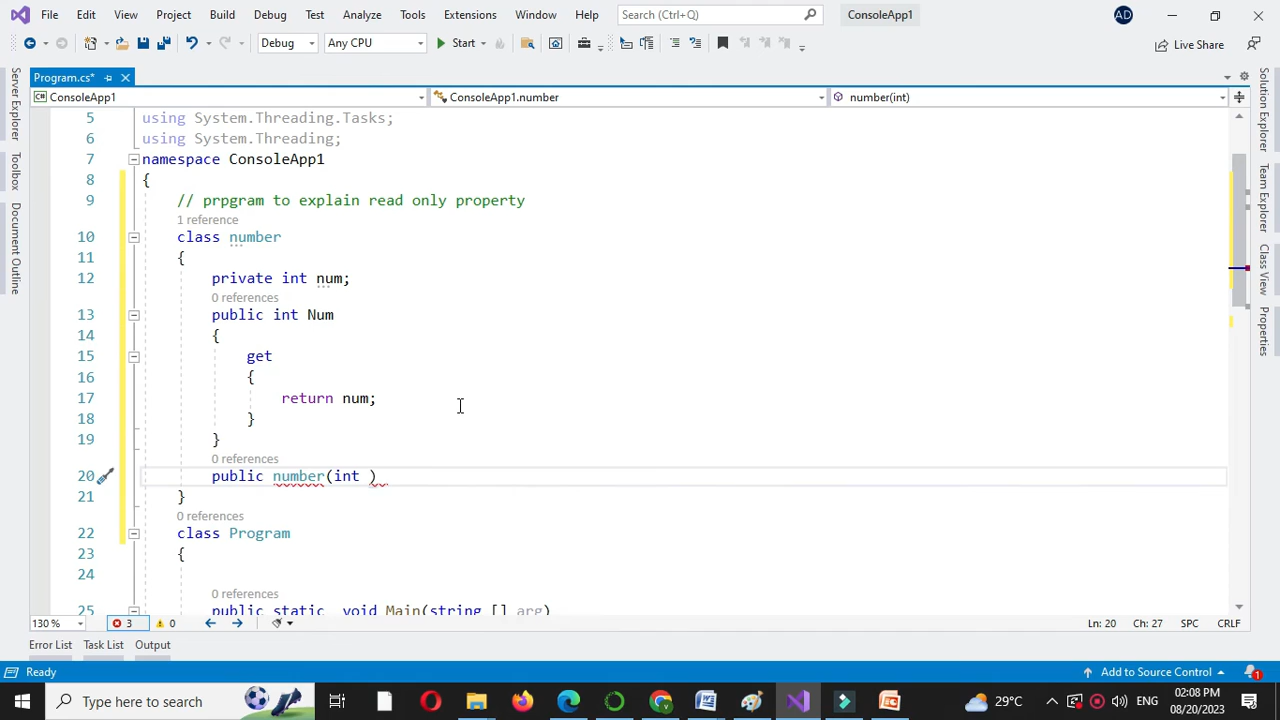 File Edit View Project Build Debug Test Analyze Tools Extensions Window Help Search (Ctrl+Q) ConsoleApp1 AD
Debug Any CPU Start Live Share
Program.cs*
ConsoleApp1 ConsoleApp1.number number(int)
5 using System.Threading.Tasks;
6 using System.Threading;
7 namespace ConsoleApp1
8 {
9 // prpgram to explain read only property
1 reference
10 class number
11 {
12 private int num;
0 references
13 public int Num
14 {
15 get
16 {
17 return num;
18 }
19 }
0 references
20 public number(int )
21 }
0 references
22 class Program
23 {
24
0 references
25 public static void Main(string [] arg)
Server Explorer
Toolbox
Document Outline
Solution Explorer
Team Explorer
Class View
Properties
130 % 3 0 Ln: 20 Ch: 27 SPC CRLF
Error List Task List Output
Ready Add to Source Control 1
Type here to search 29°C ENG 02:08 PM
08/20/2023